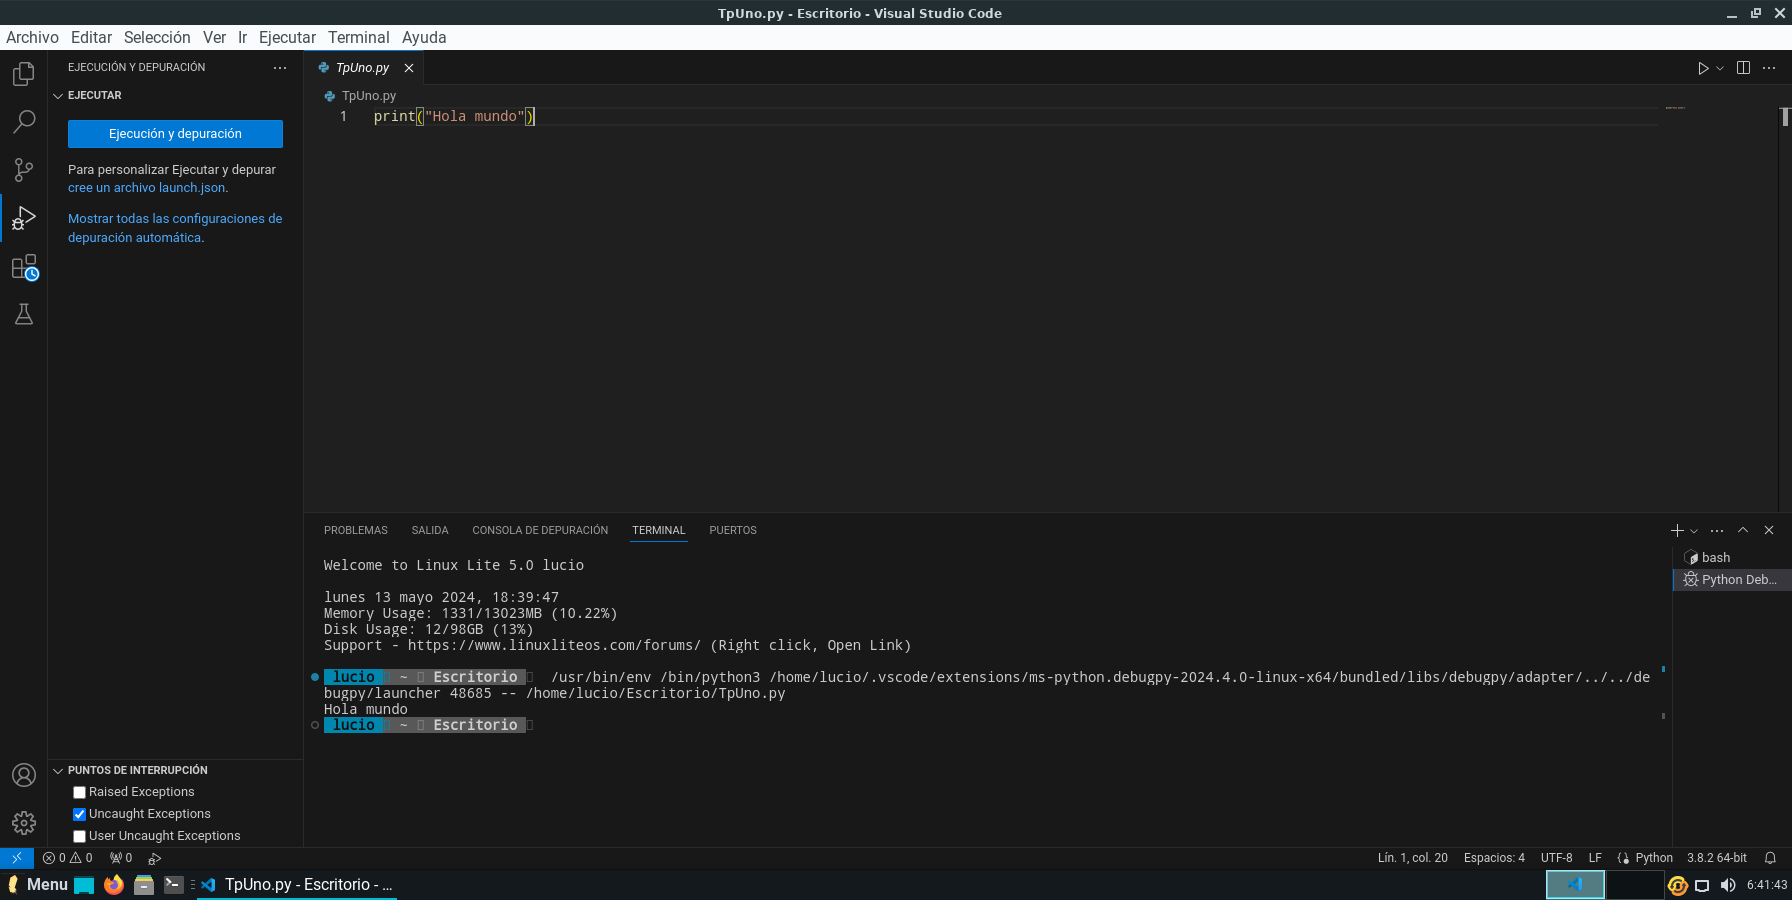 TpUno.py - Escritorio - Visual Studio Code
Archivo Editar Selección Ver Ir Ejecutar Terminal Ayuda
EJECUCIÓN Y DEPURACIÓN
EJECUTAR
Ejecución y depuración
Para personalizar Ejecutar y depurar
cree un archivo launch.json.
Mostrar todas las configuraciones de
depuración automática.
TpUno.py
TpUno.py
1 print("Hola mundo")
PROBLEMAS SALIDA CONSOLA DE DEPURACIÓN TERMINAL PUERTOS
Welcome to Linux Lite 5.0 lucio
lunes 13 mayo 2024, 18:39:47
Memory Usage: 1331/13023MB (10.22%)
Disk Usage: 12/98GB (13%)
Support - https://www.linuxliteos.com/forums/ (Right click, Open Link)
lucio ~ Escritorio /usr/bin/env /bin/python3 /home/lucio/.vscode/extensions/ms-python.debugpy-2024.4.0-linux-x64/bundled/libs/debugpy/adapter/../../de
bugpy/launcher 48685 -- /home/lucio/Escritorio/TpUno.py
Hola mundo
lucio ~ Escritorio
bash
Python Deb...
PUNTOS DE INTERRUPCIÓN
Raised Exceptions
Uncaught Exceptions
User Uncaught Exceptions
0 0 0 Lín. 1, col. 20 Espacios: 4 UTF-8 LF Python 3.8.2 64-bit
Menu TpUno.py - Escritorio - ... 6:41:43